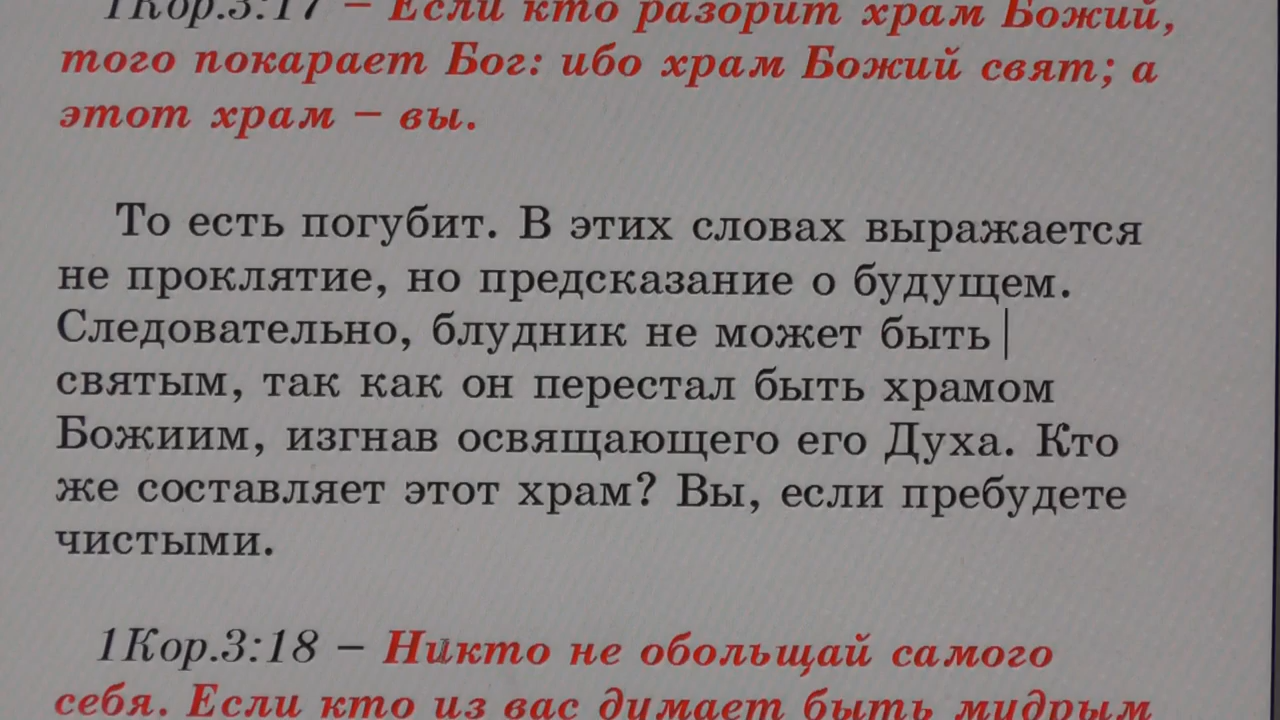 1Кор.3:17 – Если кто разорит храм Божий,
того покарает Бог: ибо храм Божий свят; а
этот храм – вы.
То есть погубит. В этих словах выражается
не проклятие, но предсказание о будущем.
Следовательно, блудник не может быть
святым, так как он перестал быть храмом
Божиим, изгнав освящающего его Духа. Кто
же составляет этот храм? Вы, если пребудете
чистыми.
1Кор.3:18 – Никто не обольщай самого
себя. Если кто из вас думает быть мудрым